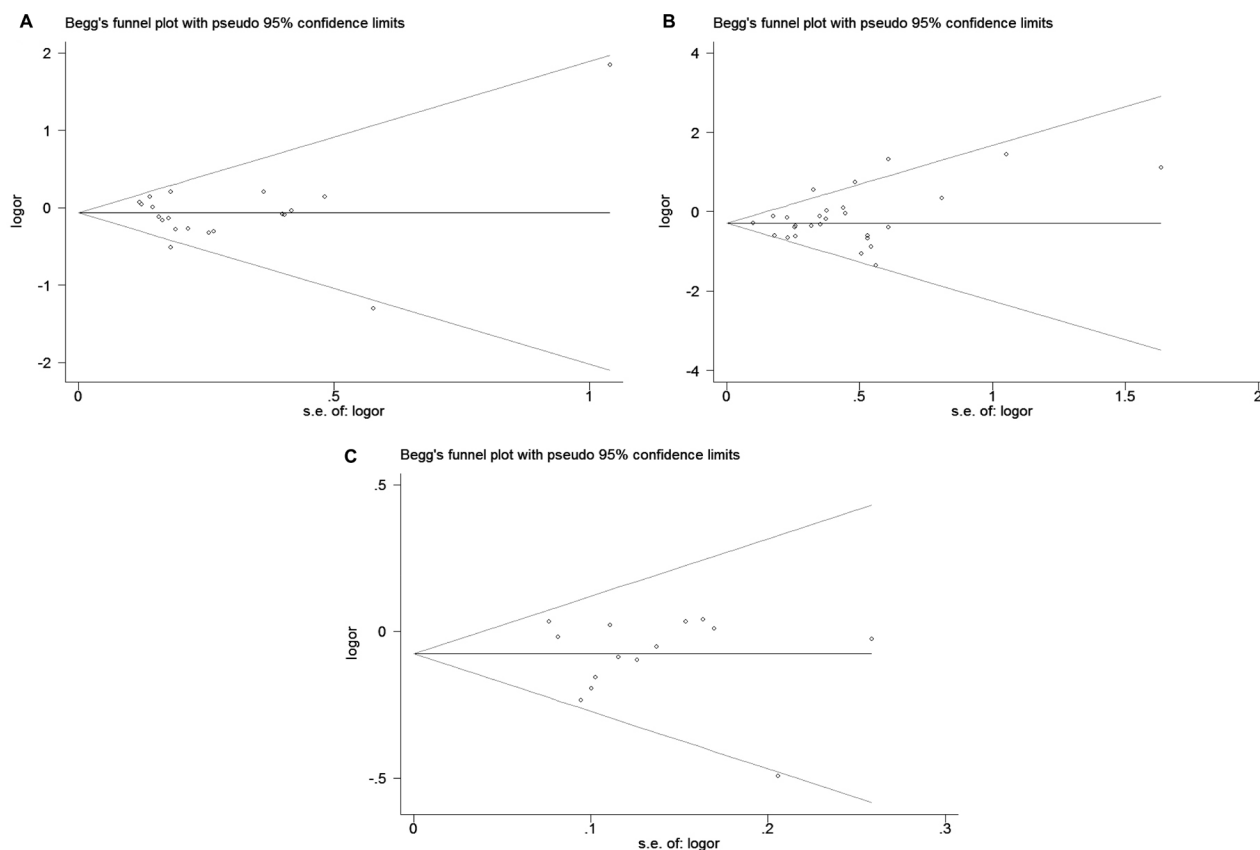 A Begg's funnel plot with pseudo 95% confidence limits
2
1
0
-1
-2
logor
0 .5 1
s.e. of: logor
B Begg's funnel plot with pseudo 95% confidence limits
4
2
0
-2
-4
logor
0 .5 1 1.5 2
s.e. of: logor
C Begg's funnel plot with pseudo 95% confidence limits
.5
0
-.5
logor
0 .1 .2 .3
s.e. of: logor